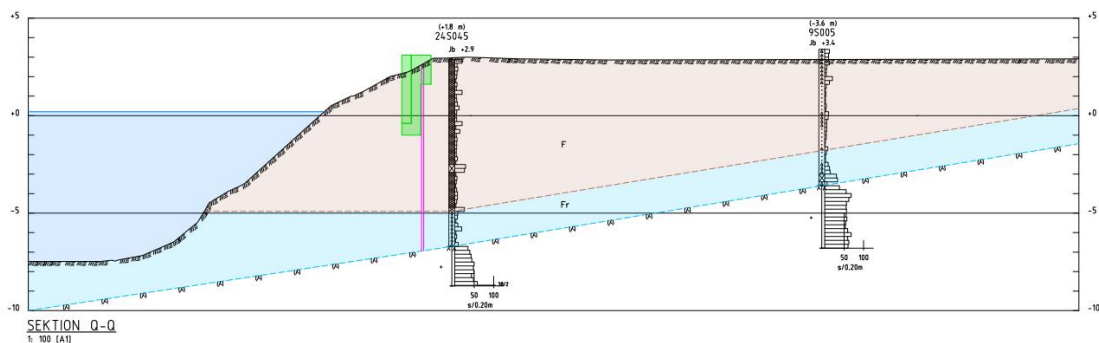 +5
+5
(+1.8 m)
24S045
Jb +2.9
(-3.6 m)
9S005
Jb +3.4
+0
+0
F
Fr
-5
-5
50 100
s/0.20m
50 100
s/0.20m
-10
-10
SEKTION Q-Q
1: 100 [A1]